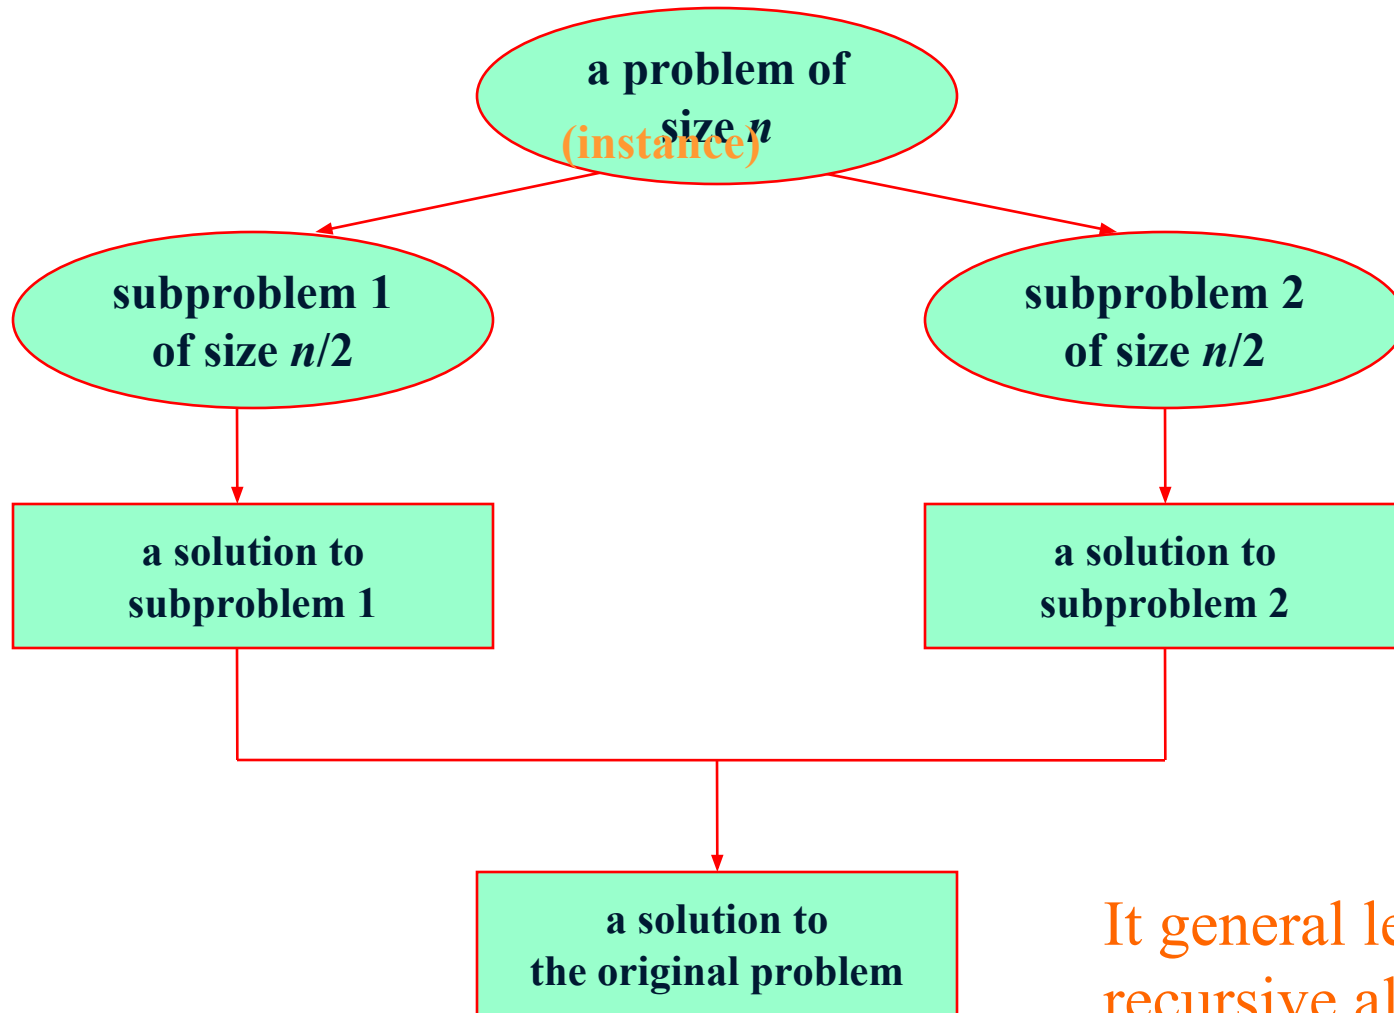 a problem of
size n
(instance)
subproblem 1
of size n/2
subproblem 2
of size n/2
a solution to
subproblem 1
a solution to
subproblem 2
a solution to
the original problem
It general
recursive